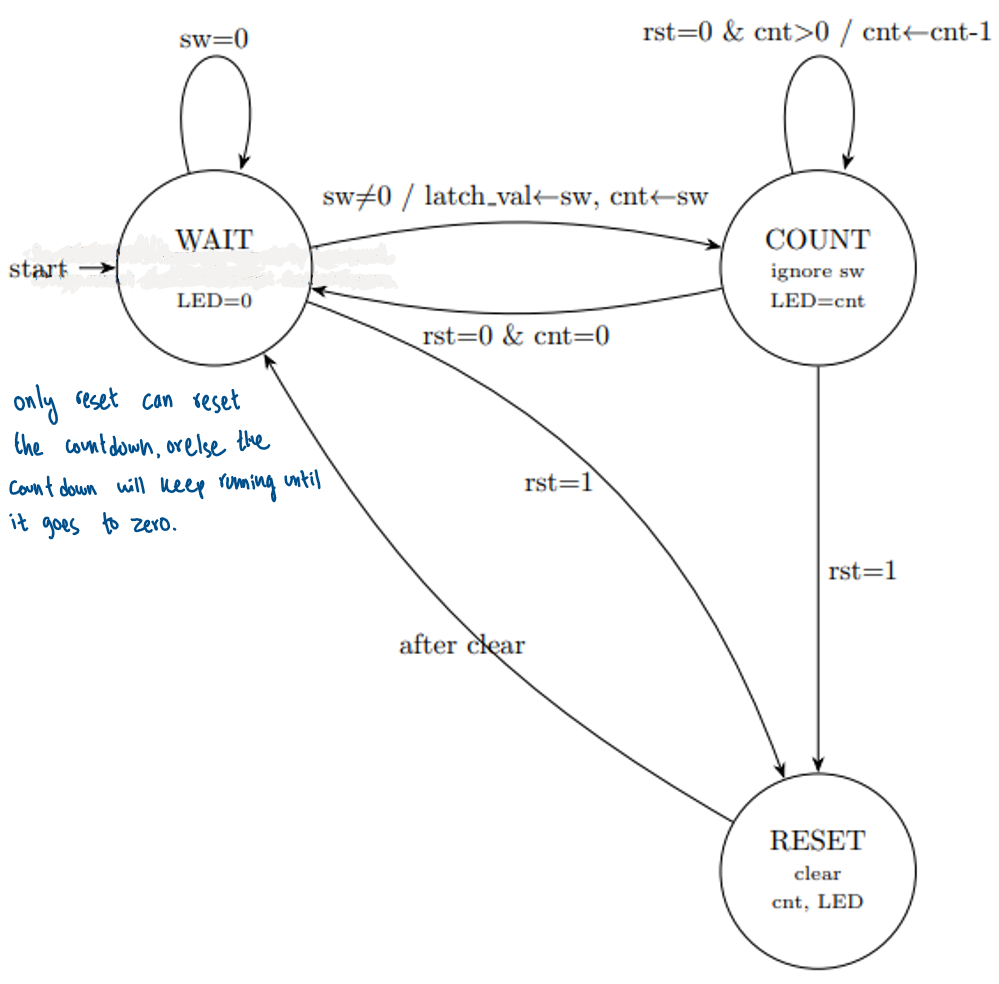 sw=0
rst=0 & cnt>0 / cnt←cnt-1
sw≠0 / latch_val←sw, cnt←sw
WAIT
LED=0
start
COUNT
ignore sw
LED=cnt
rst=0 & cnt=0
only reset can reset
the countdown, orelse the
countdown will keep running until
it goes to zero.
rst=1
rst=1
after clear
RESET
clear
cnt, LED